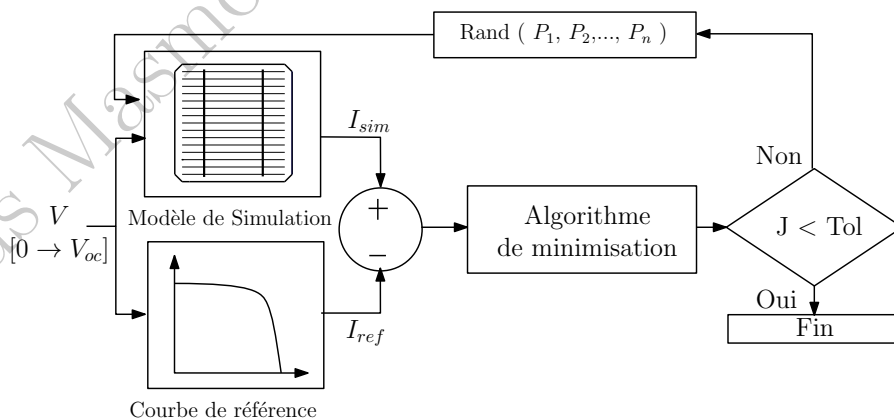 Rand ( P1, P2,..., Pn )
Isim
Non
Modèle de Simulation
V
[0 → Voc]
+
−
Algorithme
de minimisation
J < Tol
Iref
Oui
Fin
Courbe de référence